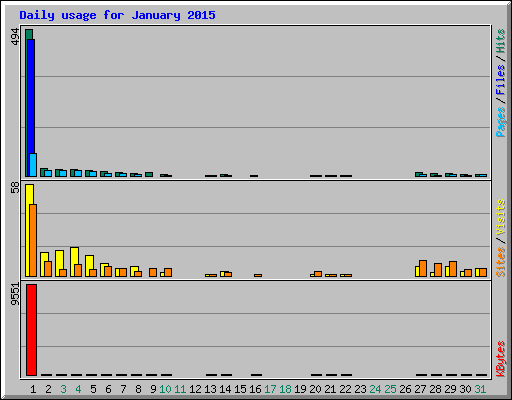 Daily usage for January 2015
494
58
9551
Pages / Files / Hits
Sites / Visits
KBytes
1 2 3 4 5 6 7 8 9 10 11 12 13 14 15 16 17 18 19 20 21 22 23 24 25 26 27 28 29 30 31